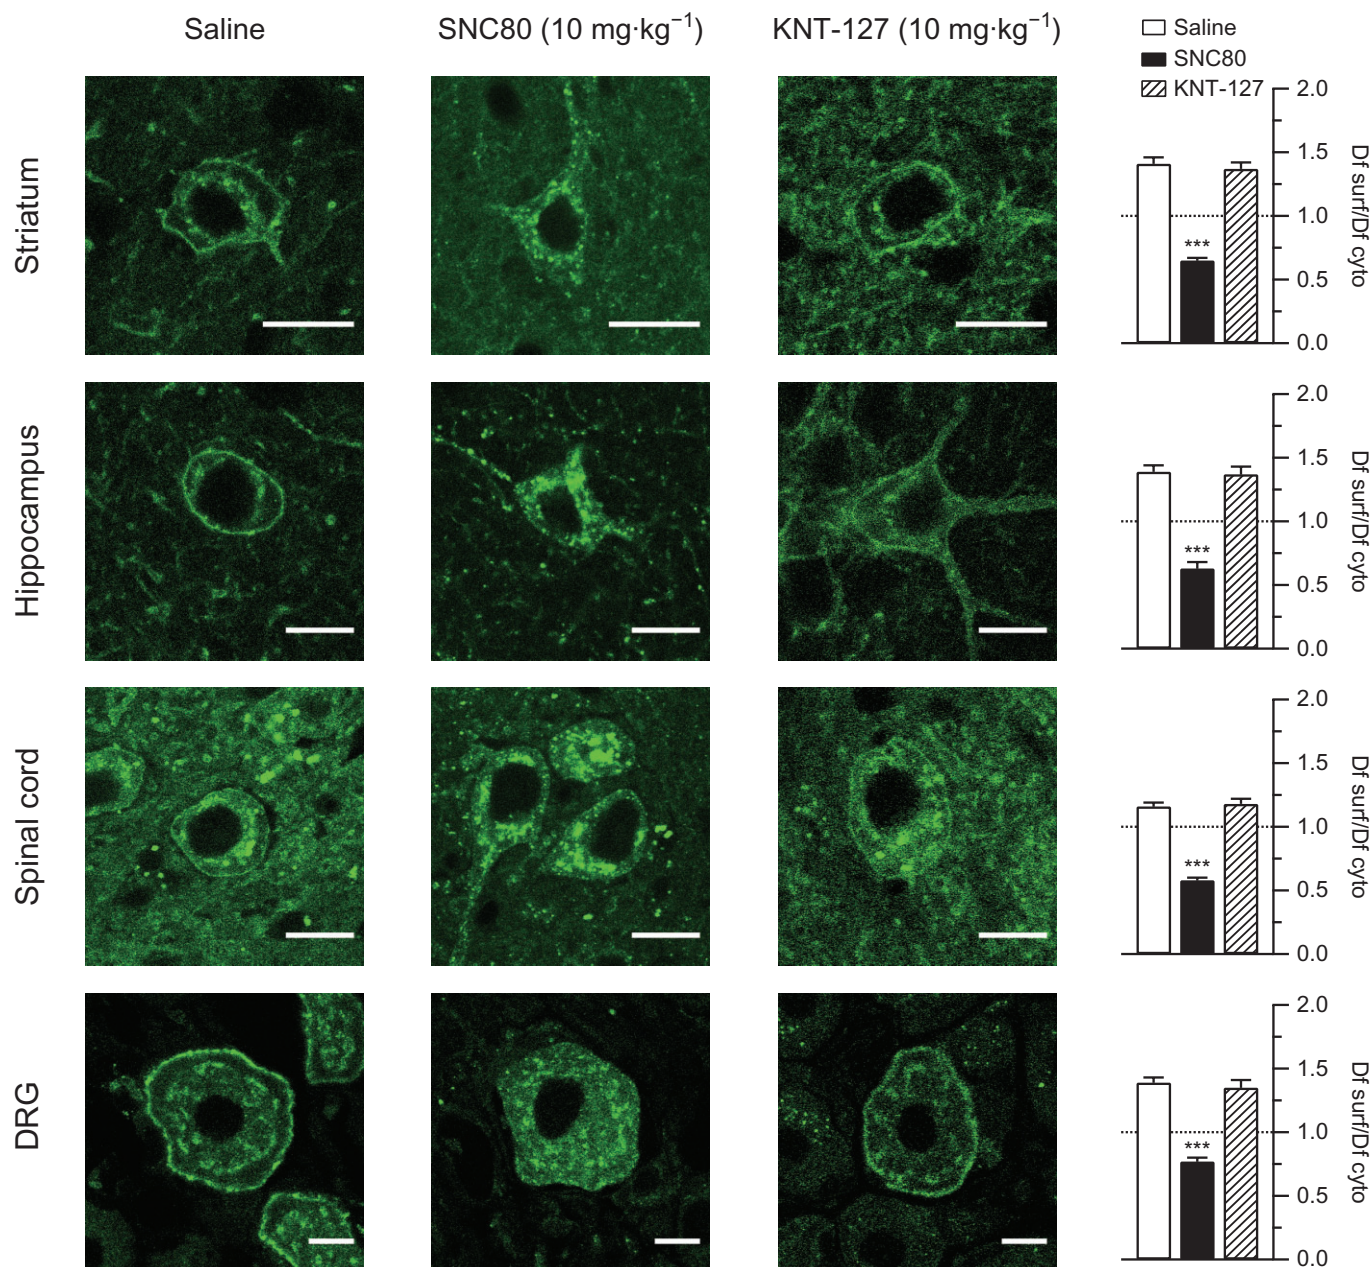 Saline
SNC80 (10 mg·kg⁻¹)
KNT-127 (10 mg·kg⁻¹)
Saline
SNC80
KNT-127
Striatum
2.0
1.5
1.0
0.5
0.0
***
Df surf/Df cyto
Hippocampus
2.0
1.5
1.0
0.5
0.0
***
Df surf/Df cyto
Spinal cord
2.0
1.5
1.0
0.5
0.0
***
Df surf/Df cyto
DRG
2.0
1.5
1.0
0.5
0.0
***
Df surf/Df cyto